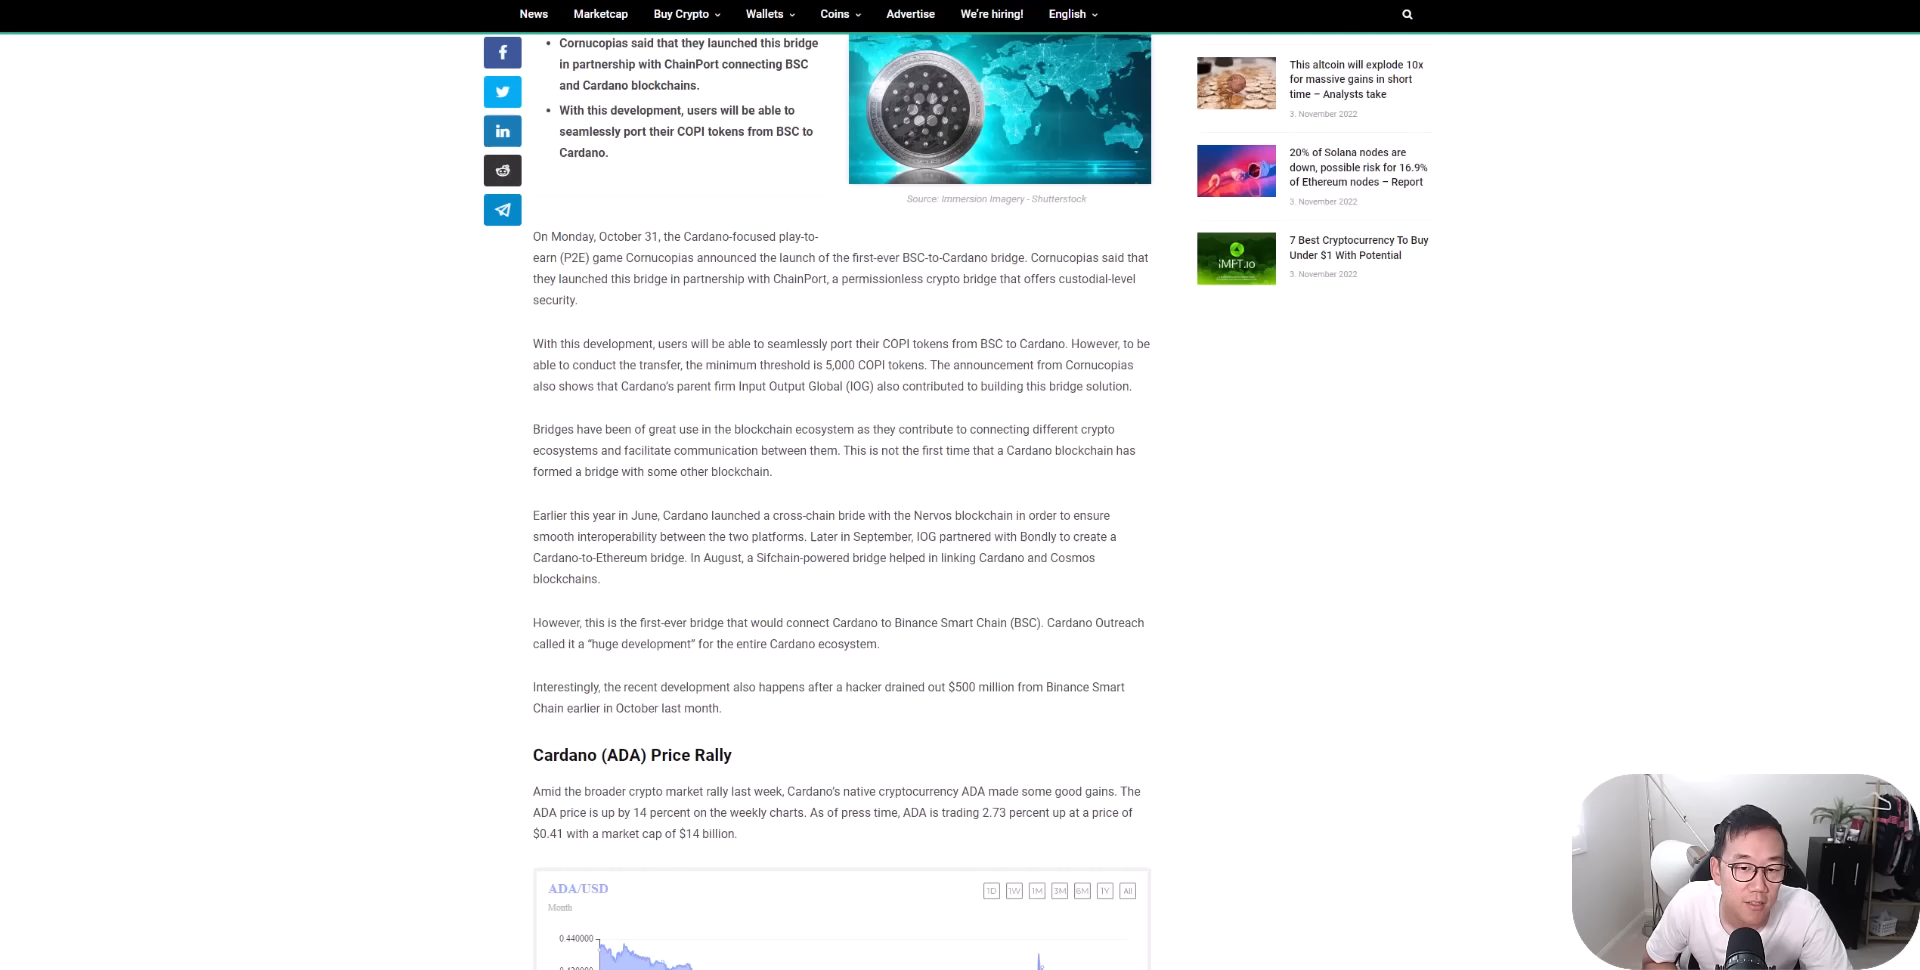 News Marketcap Buy Crypto Wallets Coins Advertise We're hiring! English
Cornucopias said that they launched this bridge
in partnership with ChainPort connecting BSC
and Cardano blockchains.
With this development, users will be able to
seamlessly port their COPI tokens from BSC to
Cardano.
Source: Immersion Imagery - Shutterstock
On Monday, October 31, the Cardano-focused play-to-
earn (P2E) game Cornucopias announced the launch of the first-ever BSC-to-Cardano bridge. Cornucopias said that
they launched this bridge in partnership with ChainPort, a permissionless crypto bridge that offers custodial-level
security.
With this development, users will be able to seamlessly port their COPI tokens from BSC to Cardano. However, to be
able to conduct the transfer, the minimum threshold is 5,000 COPI tokens. The announcement from Cornucopias
also shows that Cardano's parent firm Input Output Global (IOG) also contributed to building this bridge solution.
Bridges have been of great use in the blockchain ecosystem as they contribute to connecting different crypto
ecosystems and facilitate communication between them. This is not the first time that a Cardano blockchain has
formed a bridge with some other blockchain.
Earlier this year in June, Cardano launched a cross-chain bride with the Nervos blockchain in order to ensure
smooth interoperability between the two platforms. Later in September, IOG partnered with Bondly to create a
Cardano-to-Ethereum bridge. In August, a Sifchain-powered bridge helped in linking Cardano and Cosmos
blockchains.
However, this is the first-ever bridge that would connect Cardano to Binance Smart Chain (BSC). Cardano Outreach
called it a “huge development” for the entire Cardano ecosystem.
Interestingly, the recent development also happens after a hacker drained out $500 million from Binance Smart
Chain earlier in October last month.
Cardano (ADA) Price Rally
Amid the broader crypto market rally last week, Cardano's native cryptocurrency ADA made some good gains. The
ADA price is up by 14 percent on the weekly charts. As of press time, ADA is trading 2.73 percent up at a price of
$0.41 with a market cap of $14 billion.
ADA/USD
Month
1D 1W 1M 3M 6M 1Y All
0.440000
This altcoin will explode 10x
for massive gains in short
time – Analysts take
3. November 2022
20% of Solana nodes are
down, possible risk for 16.9%
of Ethereum nodes – Report
3. November 2022
iMPT.io
7 Best Cryptocurrency To Buy
Under $1 With Potential
3. November 2022